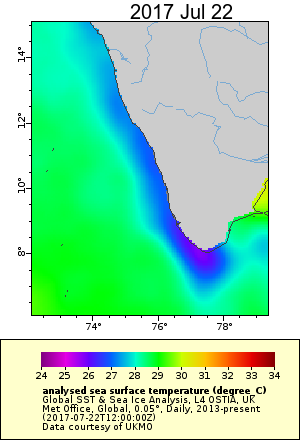 2017 Jul 22
14°
12°
10°
8°
74°
76°
78°
24 25 26 27 28 29 30 31 32 33 34
analysed sea surface temperature (degree_C)
Global SST & Sea Ice Analysis, L4 OSTIA, UK
Met Office, Global, 0.05°, Daily, 2013-present
(2017-07-22T12:00:00Z)
Data courtesy of UKMO